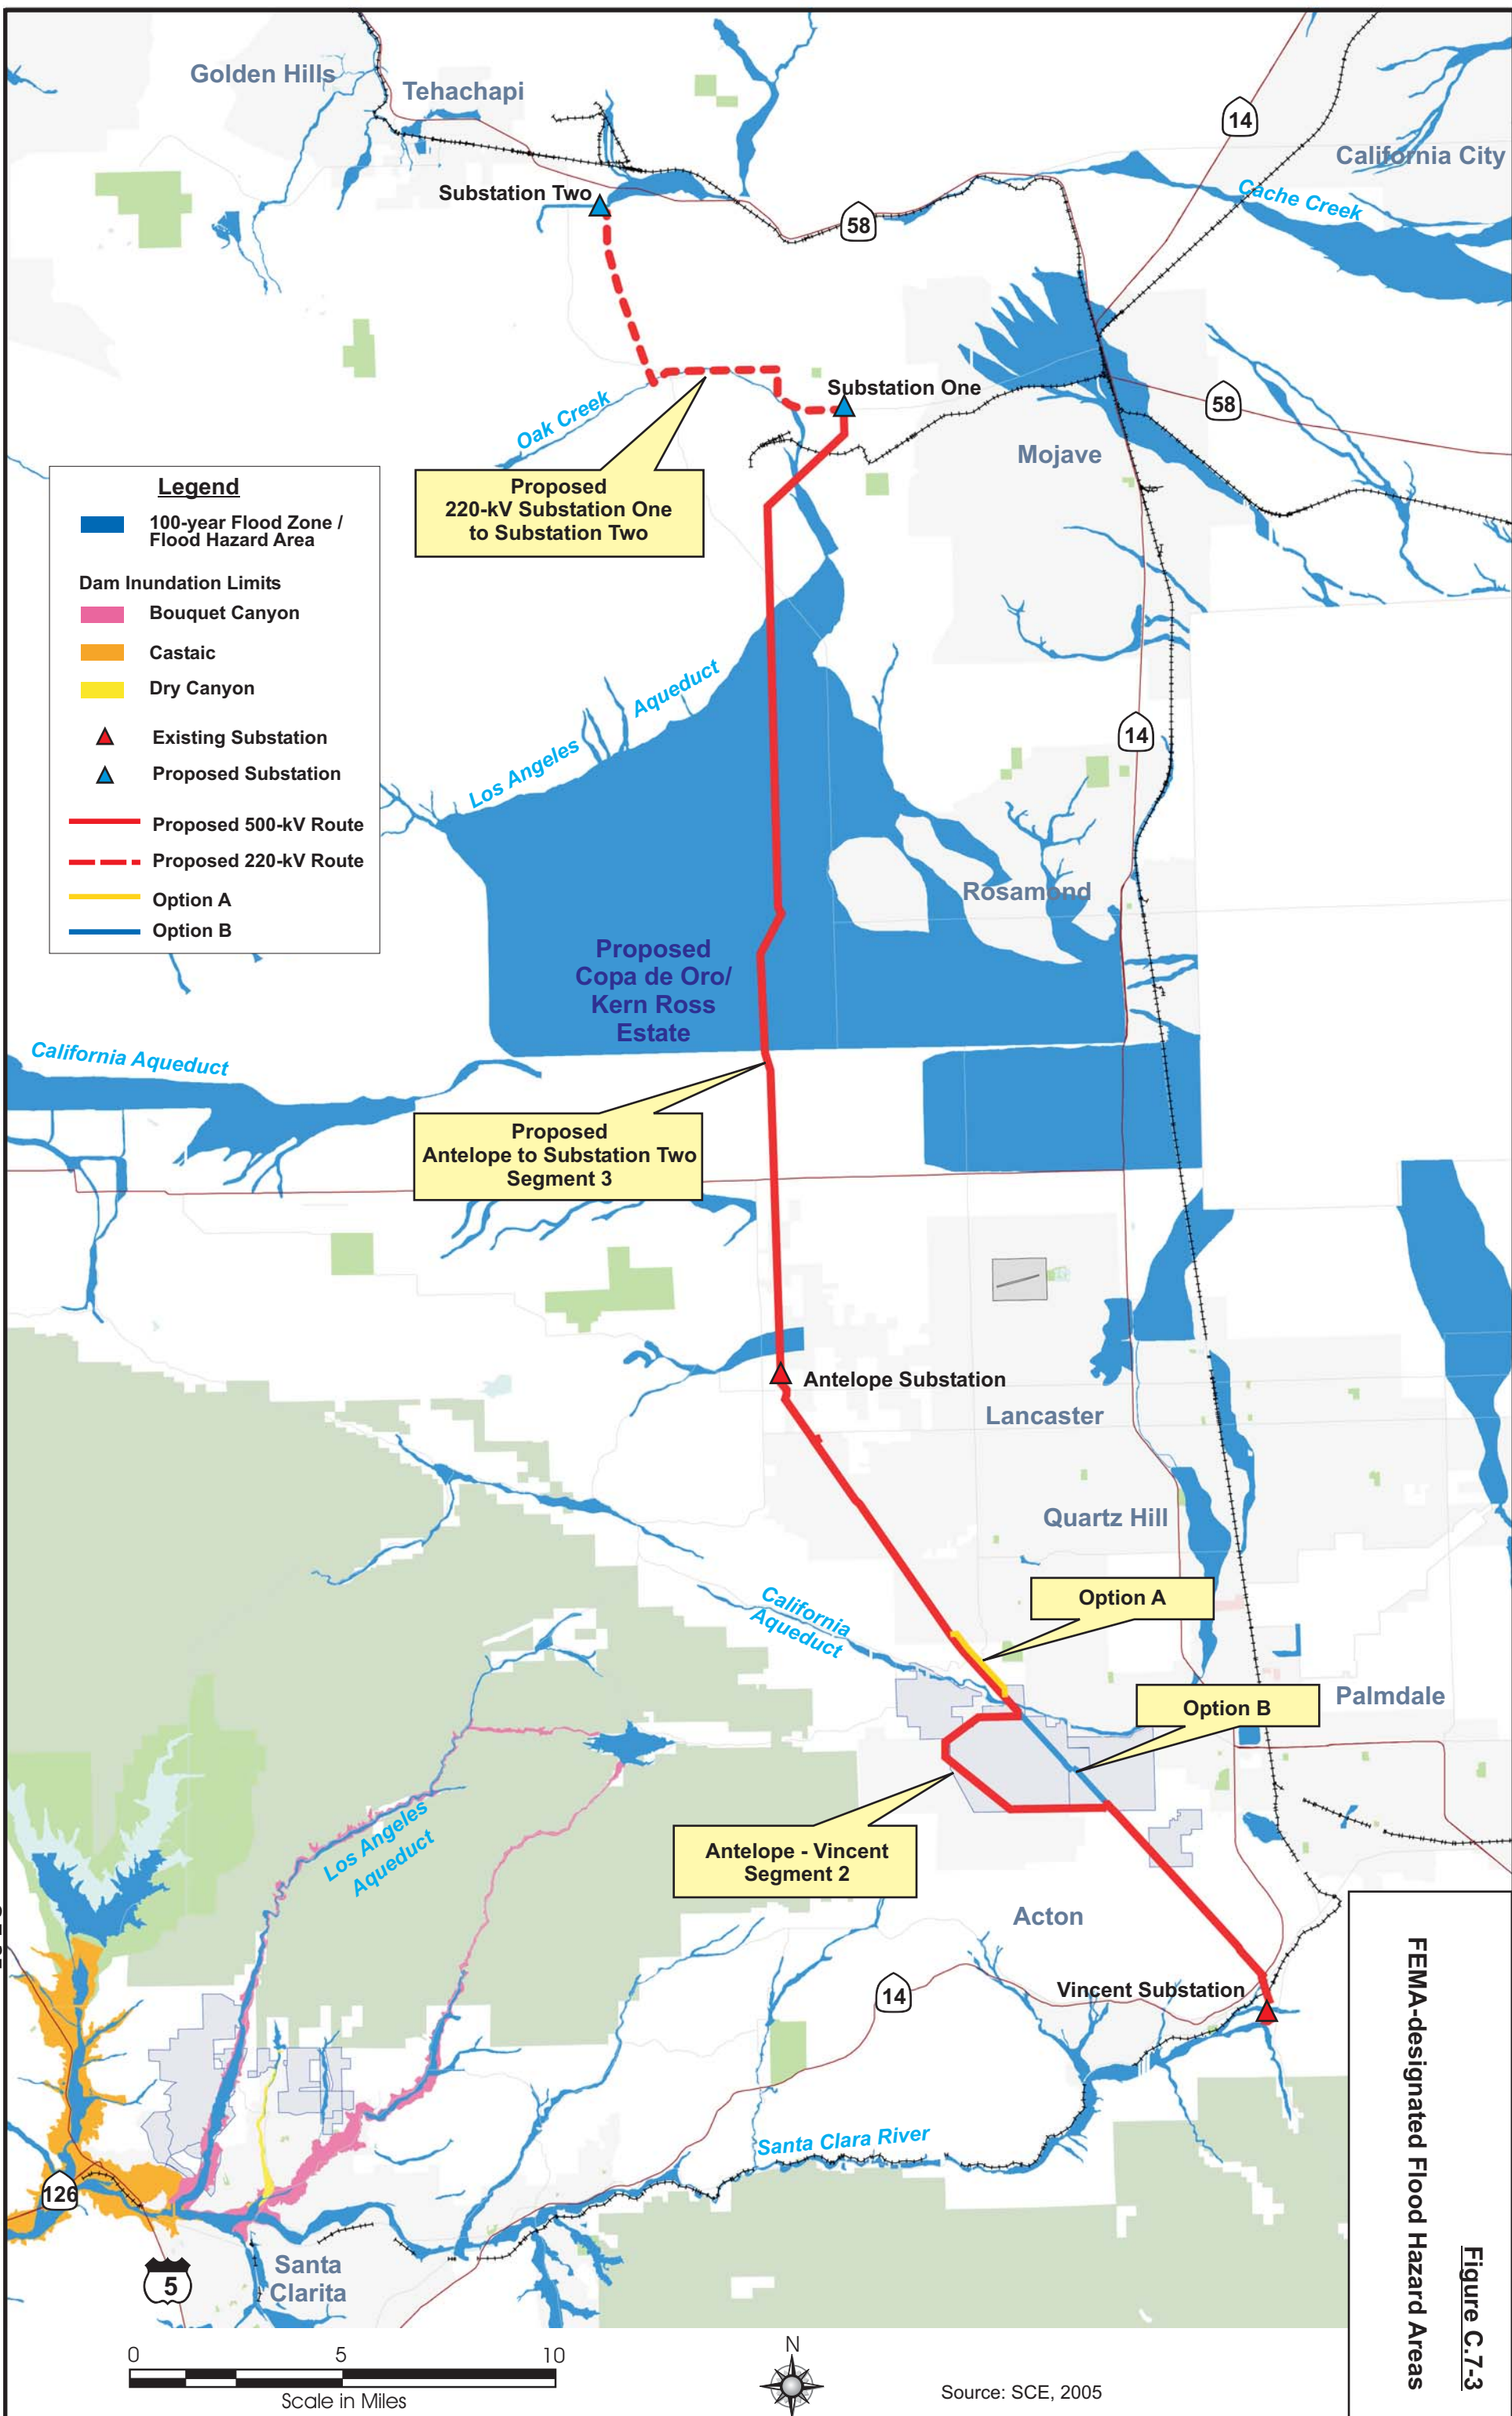 Golden Hills
Tehachapi
14
California City
Cache Creek
Substation Two
58
Substation One
58
Oak Creek
Mojave
Proposed
220-kV Substation One
to Substation Two
Legend
100-year Flood Zone /
Flood Hazard Area
Dam Inundation Limits
Bouquet Canyon
Castaic
Dry Canyon
Existing Substation
Proposed Substation
Proposed 500-kV Route
Proposed 220-kV Route
Option A
Option B
Los Angeles Aqueduct
14
Rosamond
Proposed
Copa de Oro/
Kern Ross
Estate
California Aqueduct
Proposed
Antelope to Substation Two
Segment 3
Antelope Substation
Lancaster
Quartz Hill
Option A
California
Aqueduct
Option B
Palmdale
Los Angeles
Aqueduct
Antelope - Vincent
Segment 2
Acton
14
Vincent Substation
Santa Clara River
126
5
Santa
Clarita
0 5 10
Scale in Miles
N
Source: SCE, 2005
Figure C.7-3
FEMA-designated Flood Hazard Areas